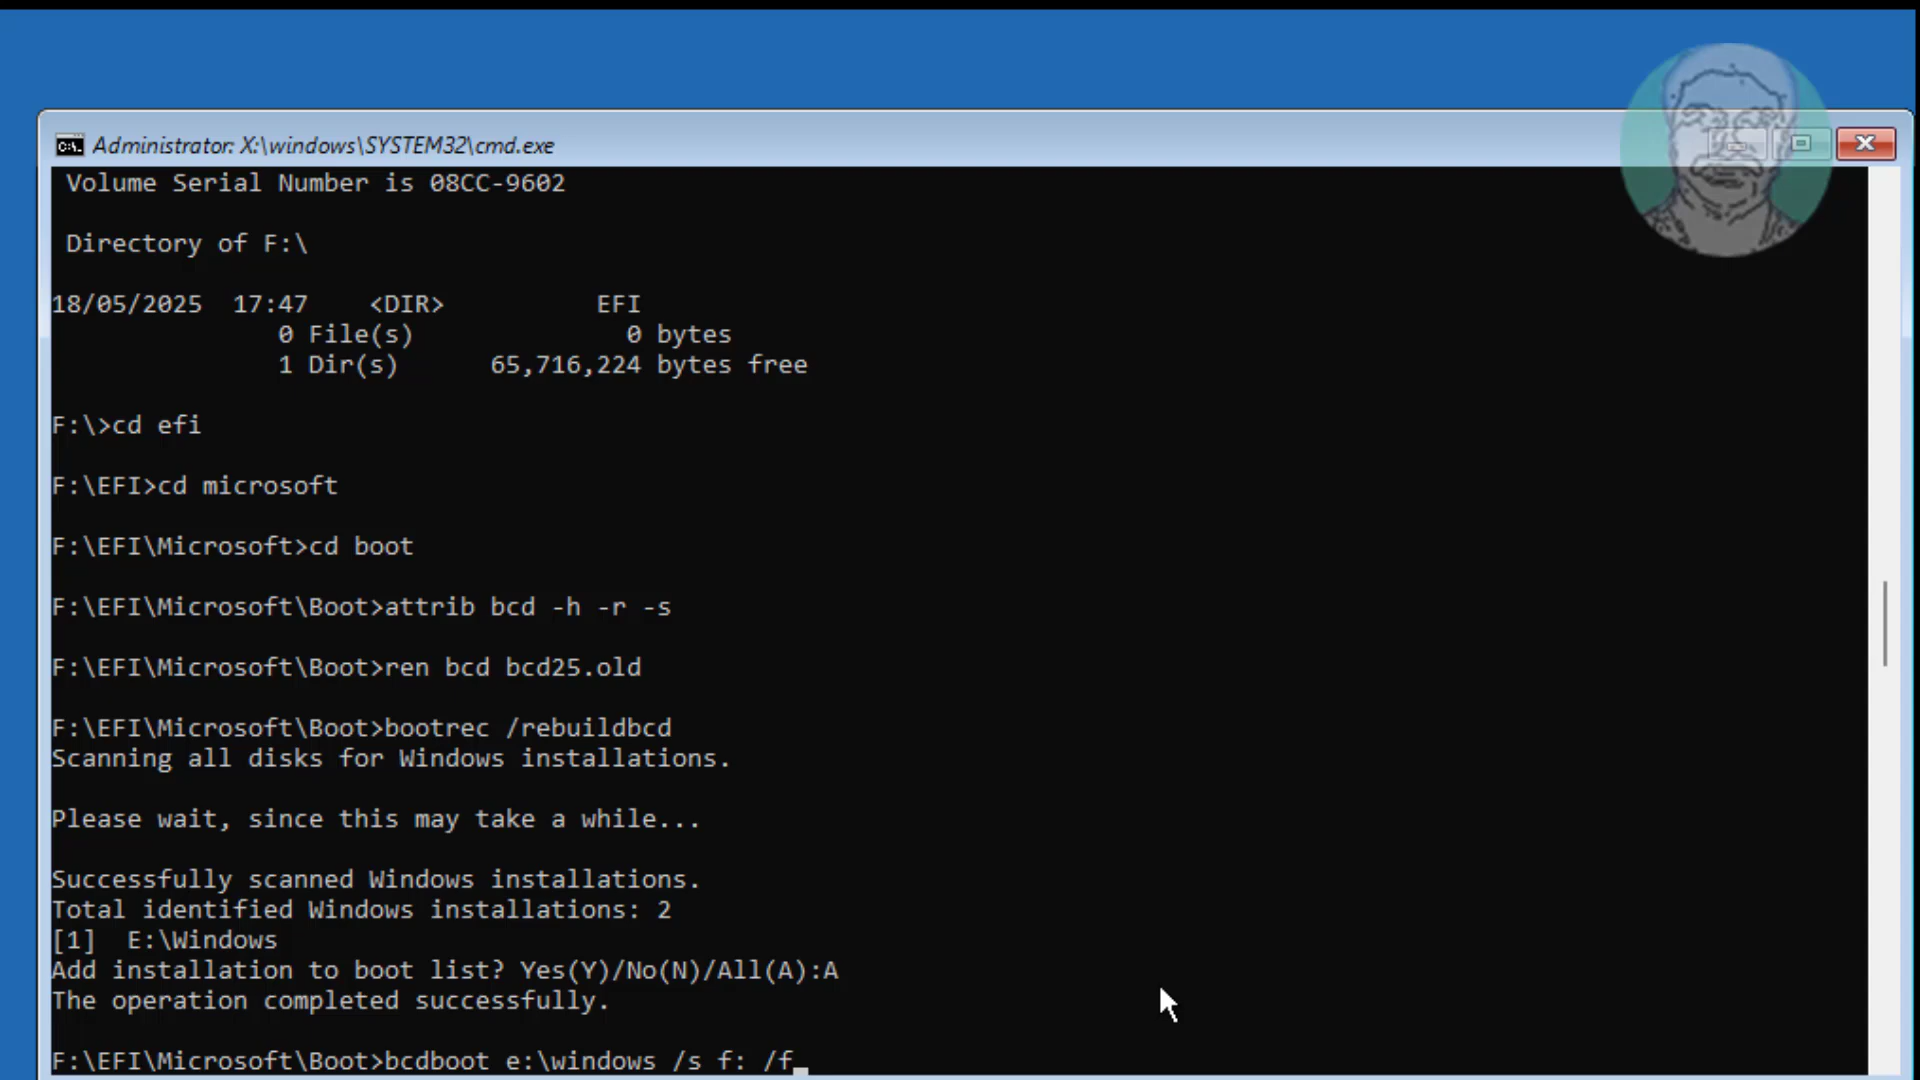 Administrator: X:\windows\SYSTEM32\cmd.exe
Volume Serial Number is 08CC-9602
Directory of F:\
18/05/2025  17:47    <DIR>          EFI
0 File(s)              0 bytes
1 Dir(s)      65,716,224 bytes free
F:\>cd efi
F:\EFI>cd microsoft
F:\EFI\Microsoft>cd boot
F:\EFI\Microsoft\Boot>attrib bcd -h -r -s
F:\EFI\Microsoft\Boot>ren bcd bcd25.old
F:\EFI\Microsoft\Boot>bootrec /rebuildbcd
Scanning all disks for Windows installations.
Please wait, since this may take a while...
Successfully scanned Windows installations.
Total identified Windows installations: 2
[1]  E:\Windows
Add installation to boot list? Yes(Y)/No(N)/All(A):A
The operation completed successfully.
F:\EFI\Microsoft\Boot>bcdboot e:\windows /s f: /f